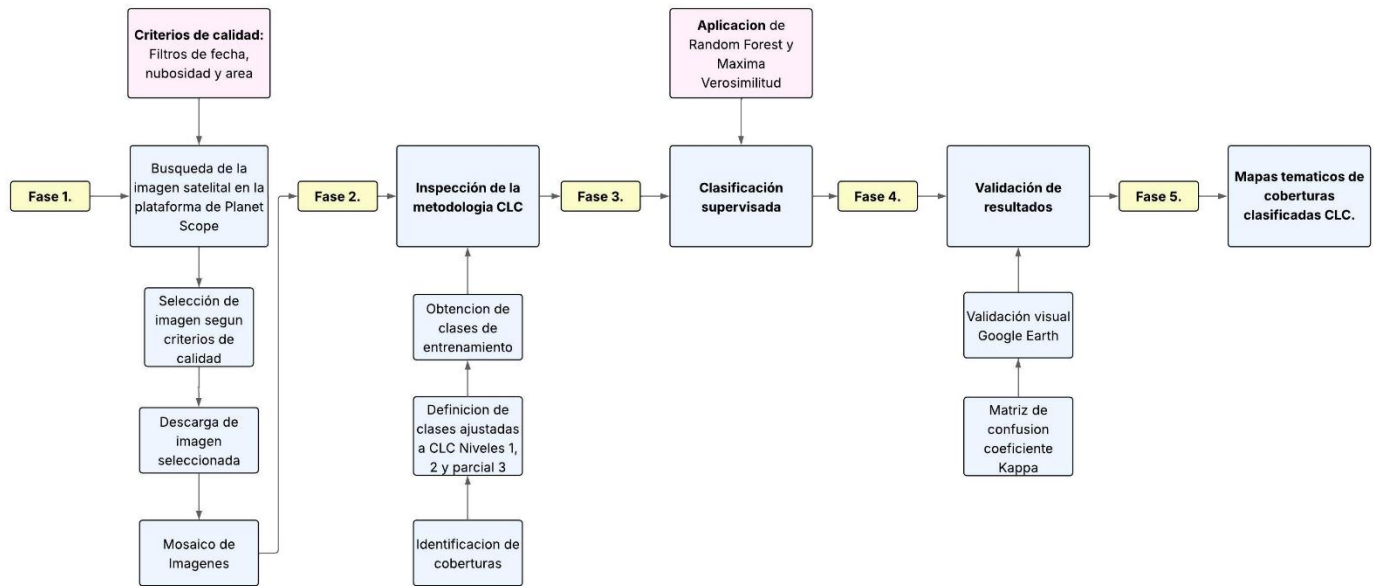 Criterios de calidad:
Filtros de fecha,
nubosidad y area
Aplicacion de
Random Forest y
Maxima
Verosimilitud
Fase 1.
Busqueda de la
imagen satelital en la
plataforma de Planet
Scope
Fase 2.
Inspección de la
metodologia CLC
Fase 3.
Clasificación
supervisada
Fase 4.
Validación de
resultados
Fase 5.
Mapas tematicos de
coberturas
clasificadas CLC.
Selección de
imagen segun
criterios de
calidad
Descarga de
imagen
seleccionada
Mosaico de
Imagenes
Obtencion de
clases de
entrenamiento
Definicion de
clases ajustadas
a CLC Niveles 1,
2 y parcial 3
Identificacion de
coberturas
Validación visual
Google Earth
Matriz de
confusion
coeficiente
Kappa